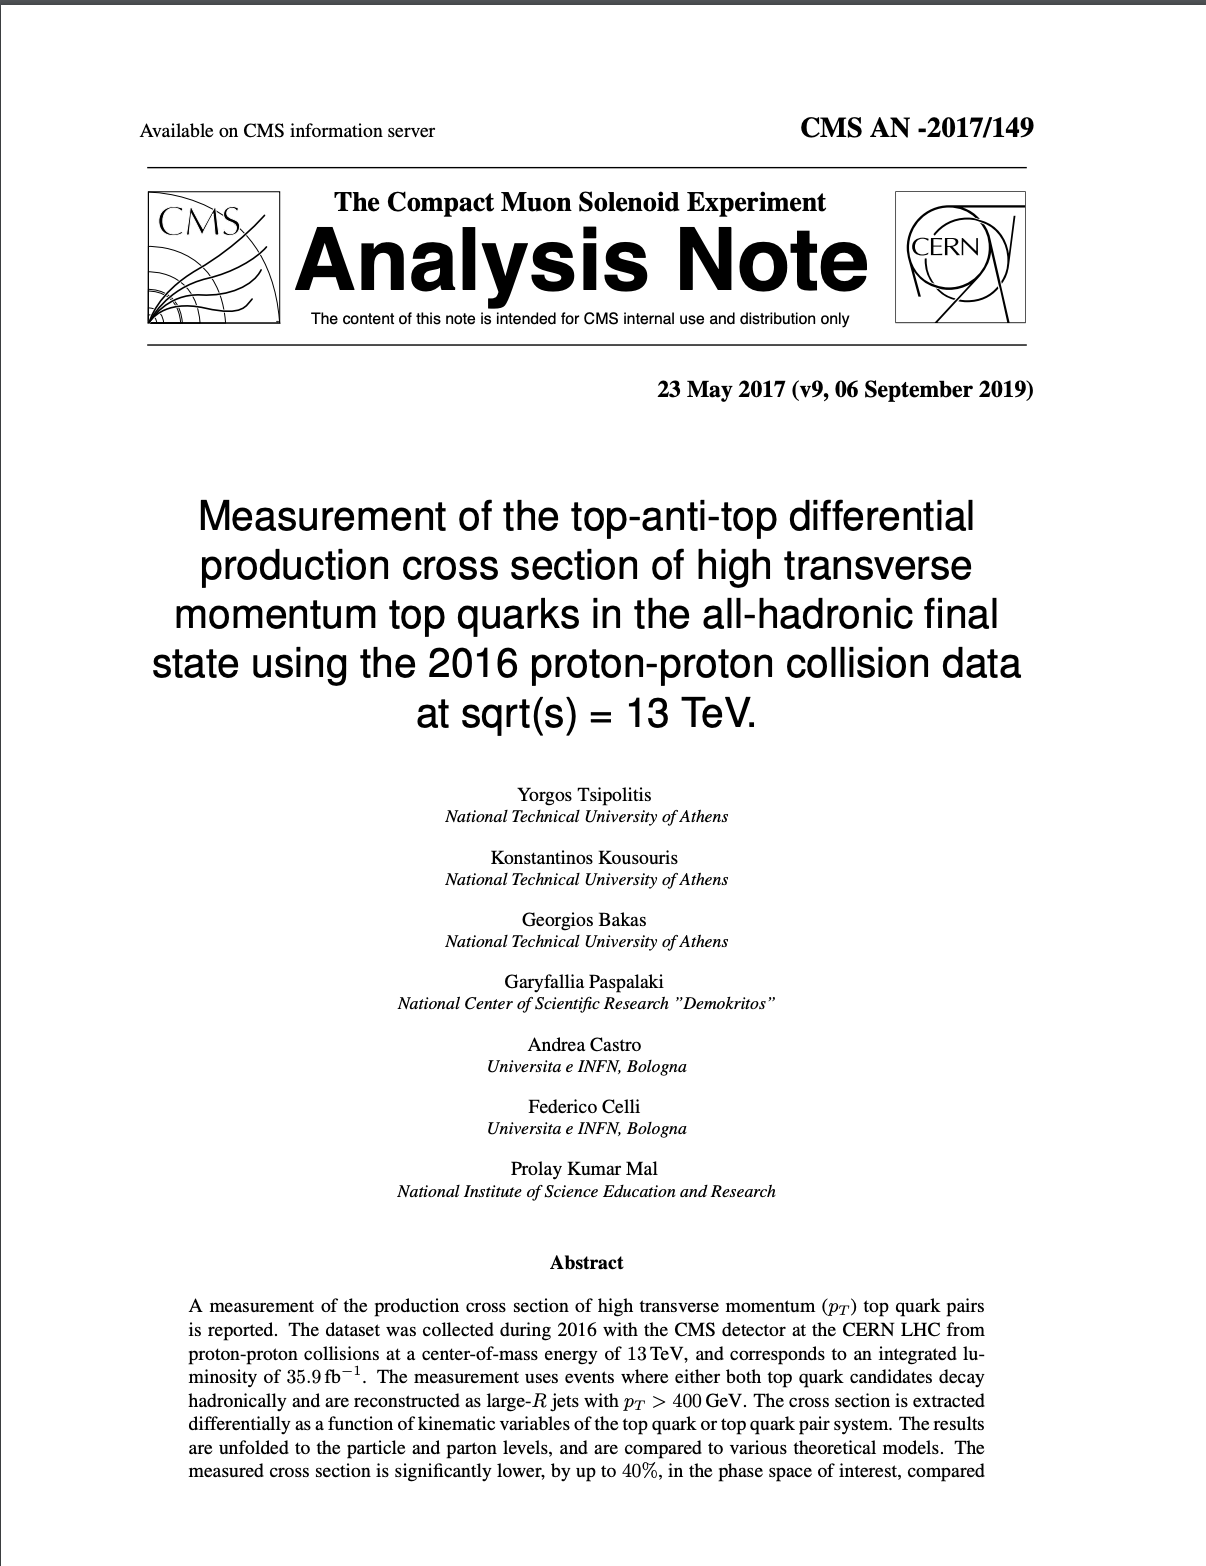 Available on CMS information server
CMS AN -2017/149
CMS
The Compact Muon Solenoid Experiment
Analysis Note
The content of this note is intended for CMS internal use and distribution only
CERN
23 May 2017 (v9, 06 September 2019)
Measurement of the top-anti-top differential
production cross section of high transverse
momentum top quarks in the all-hadronic final
state using the 2016 proton-proton collision data
at sqrt(s) = 13 TeV.
Yorgos Tsipolitis
National Technical University of Athens
Konstantinos Kousouris
National Technical University of Athens
Georgios Bakas
National Technical University of Athens
Garyfallia Paspalaki
National Center of Scientific Research ”Demokritos”
Andrea Castro
Universita e INFN, Bologna
Federico Celli
Universita e INFN, Bologna
Prolay Kumar Mal
National Institute of Science Education and Research
Abstract
A measurement of the production cross section of high transverse momentum (p_T) top quark pairs
is reported. The dataset was collected during 2016 with the CMS detector at the CERN LHC from
proton-proton collisions at a center-of-mass energy of 13 TeV, and corresponds to an integrated lu-
minosity of 35.9 fb⁻¹. The measurement uses events where either both top quark candidates decay
hadronically and are reconstructed as large-R jets with p_T > 400 GeV. The cross section is extracted
differentially as a function of kinematic variables of the top quark or top quark pair system. The results
are unfolded to the particle and parton levels, and are compared to various theoretical models. The
measured cross section is significantly lower, by up to 40%, in the phase space of interest, compared